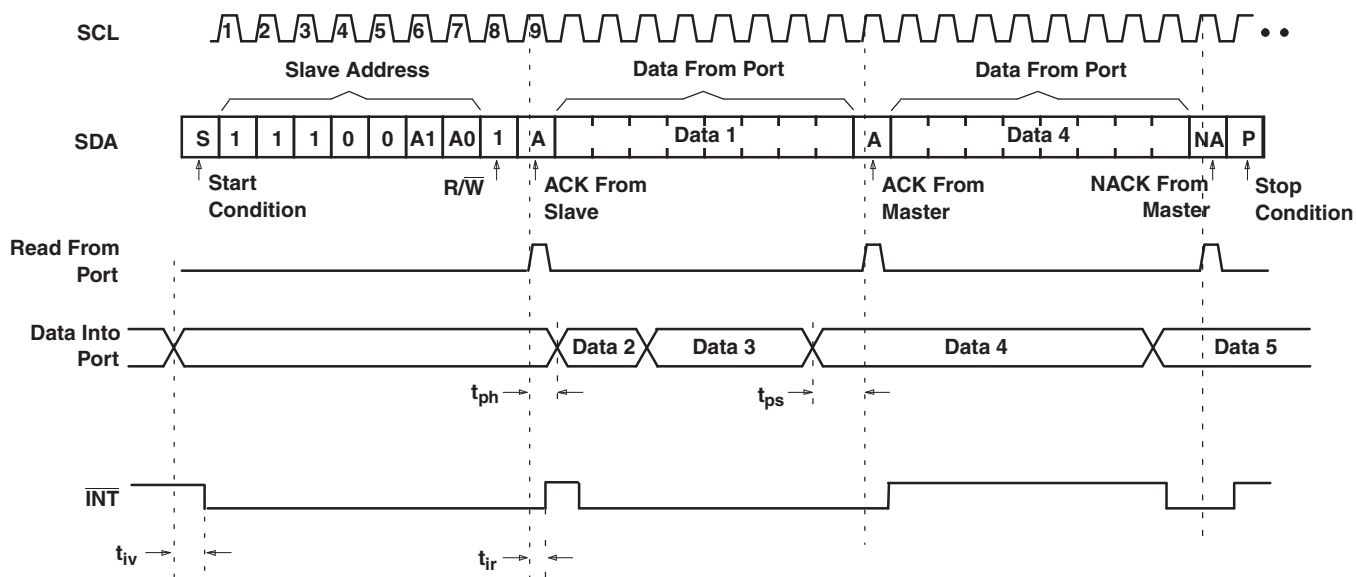 SCL
1 2 3 4 5 6 7 8 9
Slave Address
Data From Port
Data From Port
SDA
S 1 1 1 0 0 A1 A0 1 A Data 1 A Data 4 NA P
Start
Condition
R/W
ACK From
Slave
ACK From
Master
NACK From
Master
Stop
Condition
Read From
Port
Data Into
Port
Data 2
Data 3
Data 4
Data 5
tph
tps
INT
tiv
tir